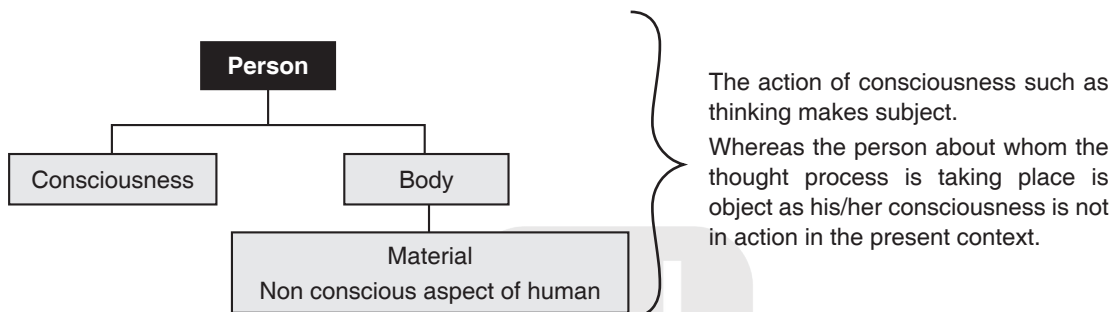 Person
Consciousness
Body
Material
Non conscious aspect of human
The action of consciousness such as
thinking makes subject.
Whereas the person about whom the
thought process is taking place is
object as his/her consciousness is not
in action in the present context.